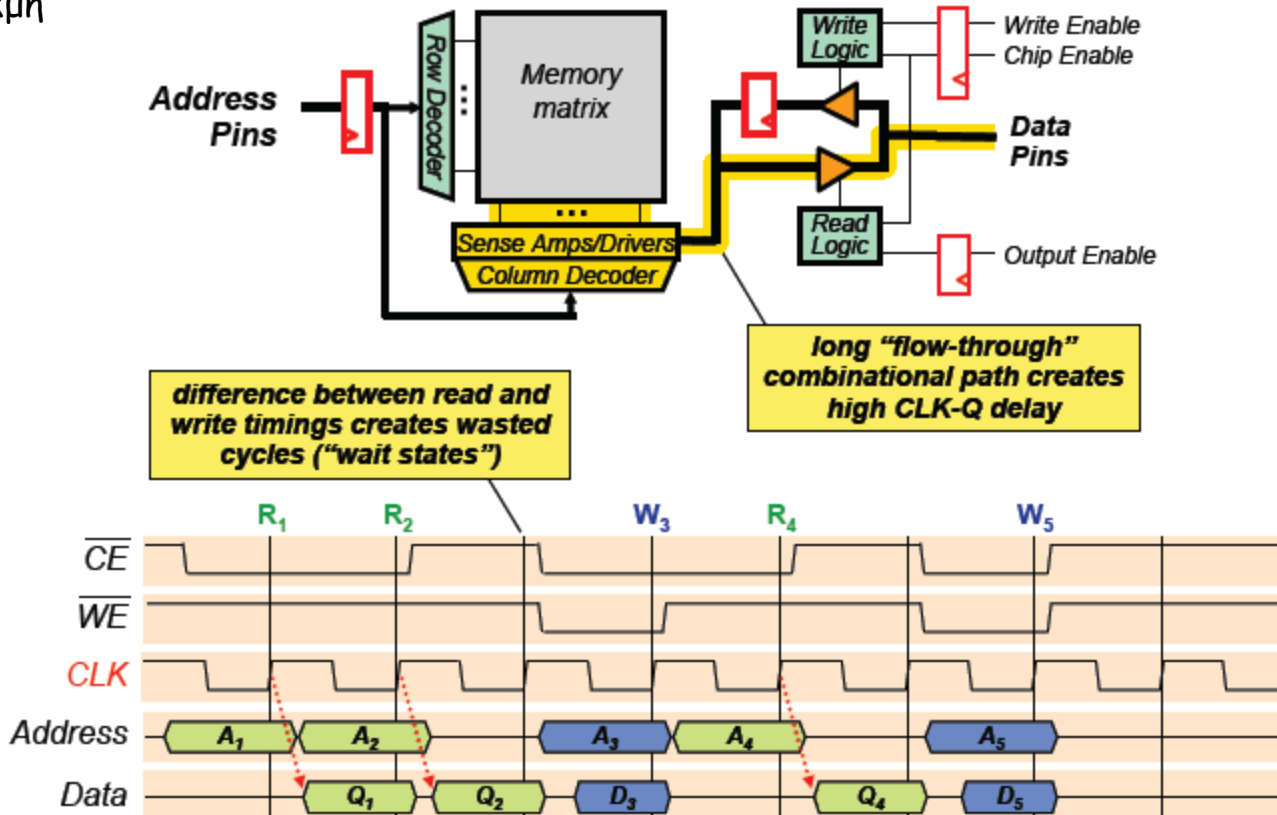 κμη
Address
Pins
Row Decoder
Memory
matrix
Sense Amps/Drivers
Column Decoder
Write
Logic
Write Enable
Chip Enable
Data
Pins
Read
Logic
Output Enable
long “flow-through”
combinational path creates
high CLK-Q delay
difference between read and
write timings creates wasted
cycles (“wait states”)
R1 R2 W3 R4 W5
CE
WE
CLK
Address A1 A2 A3 A4 A5
Data Q1 Q2 D3 Q4 D5